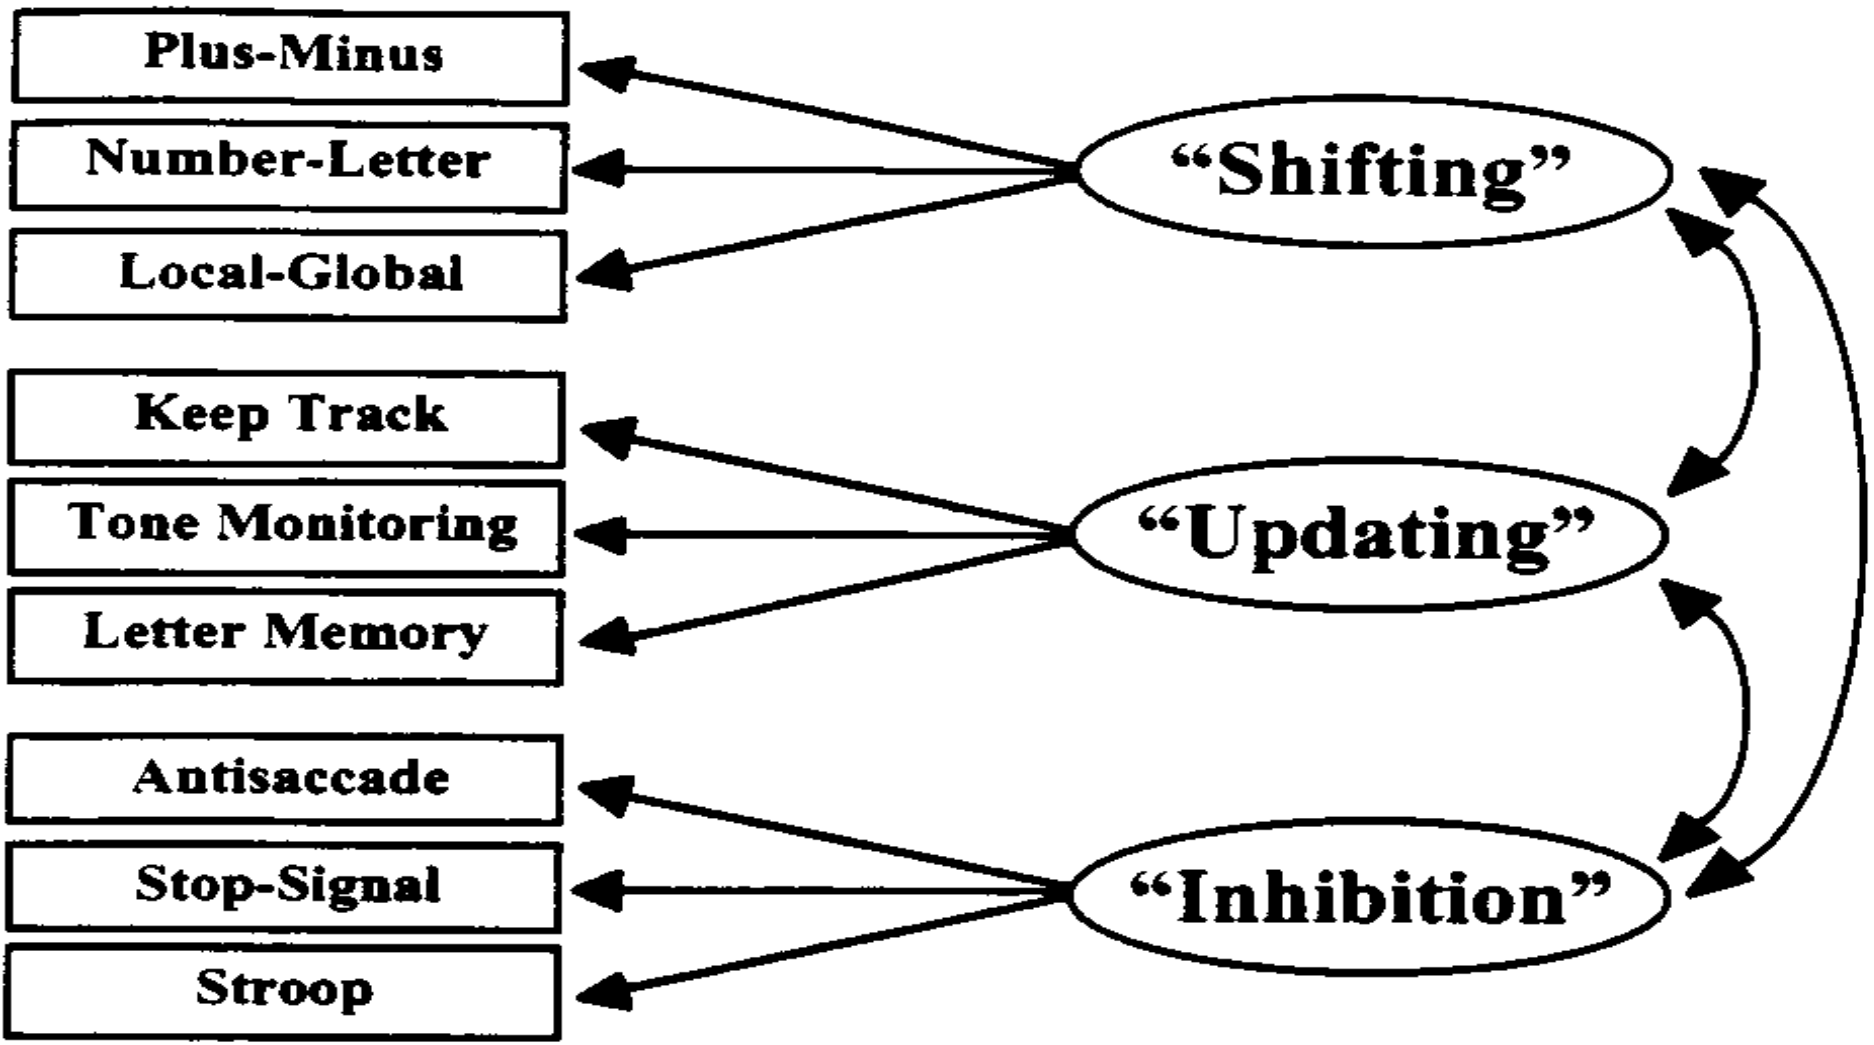 Plus-Minus
Number-Letter
Local-Global
“Shifting”
Keep Track
Tone Monitoring
Letter Memory
“Updating”
Antisaccade
Stop-Signal
Stroop
“Inhibition”